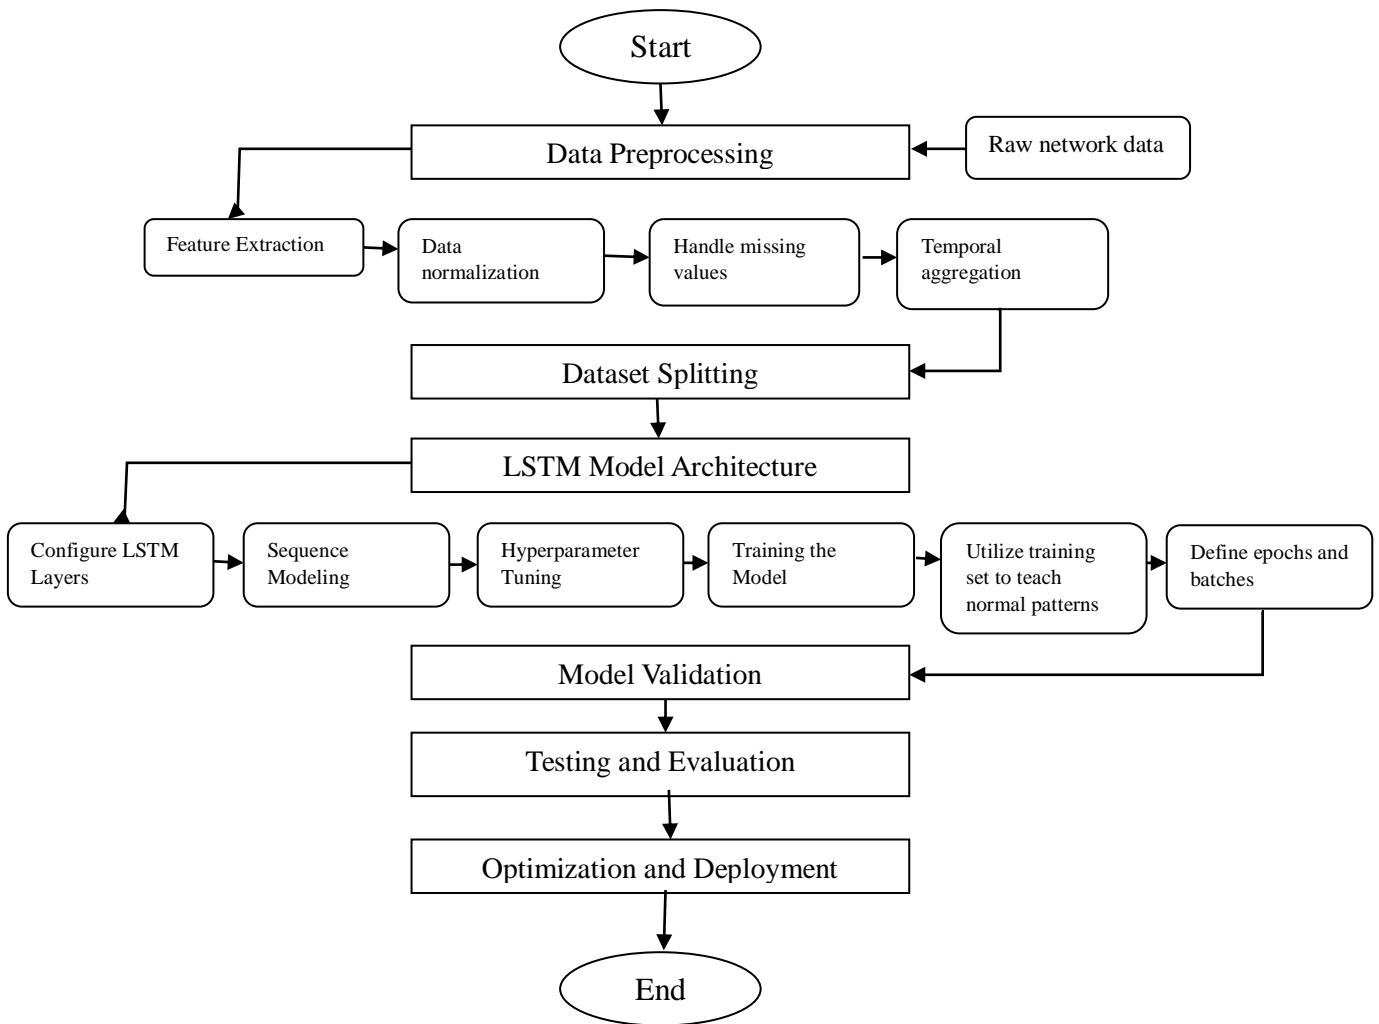 Start
Data Preprocessing
Raw network data
Feature Extraction
Data
normalization
Handle missing
values
Temporal
aggregation
Dataset Splitting
LSTM Model Architecture
Configure LSTM
Layers
Sequence
Modeling
Hyperparameter
Tuning
Training the
Model
Utilize training
set to teach
normal patterns
Define epochs and
batches
Model Validation
Testing and Evaluation
Optimization and Deployment
End